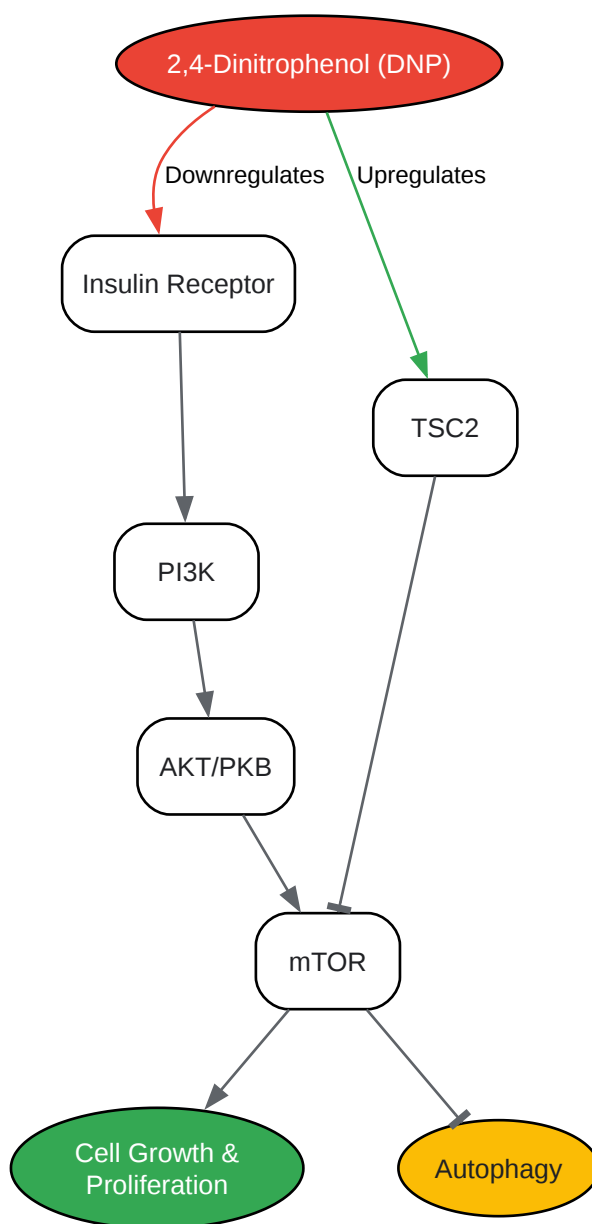 2,4-Dinitrophenol (DNP)
Downregulates
Upregulates
Insulin Receptor
TSC2
PI3K
AKT/PKB
mTOR
Cell Growth &
Proliferation
Autophagy